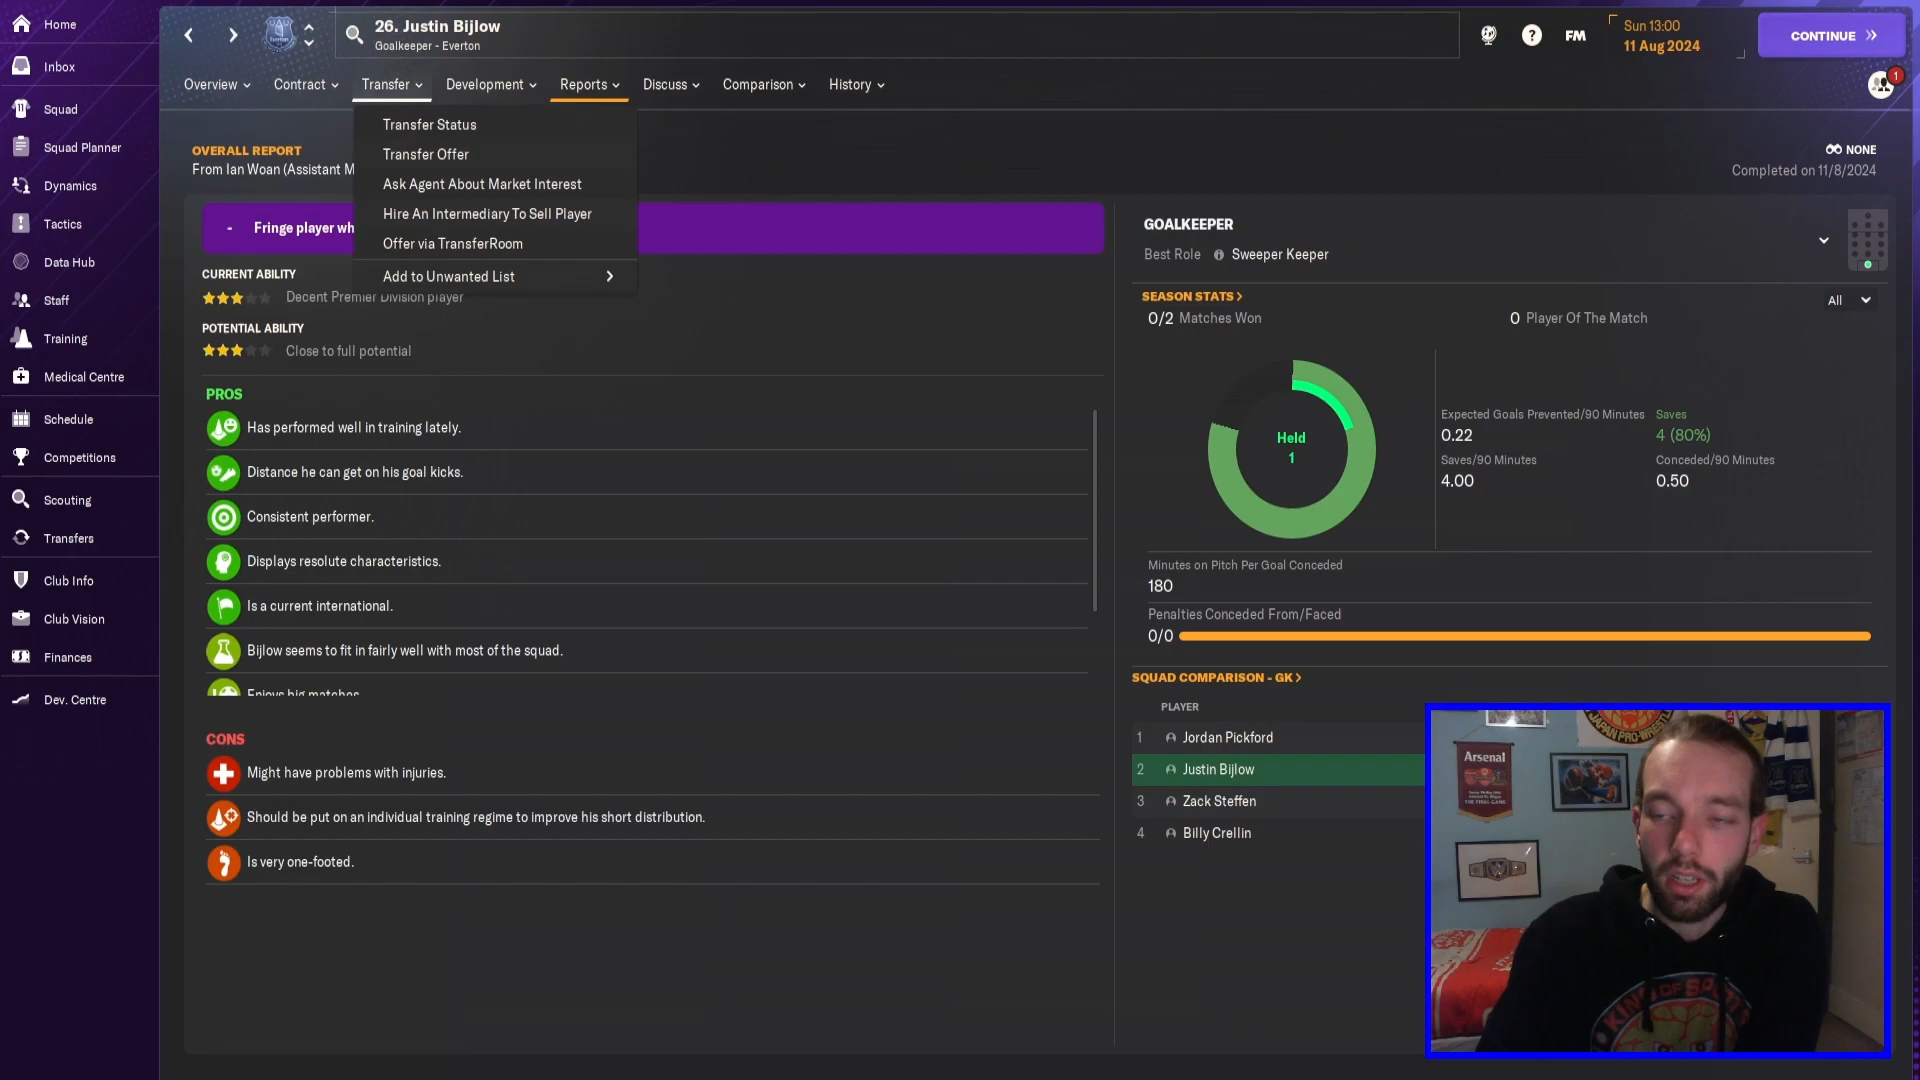 Home
Inbox
Squad
Squad Planner
Dynamics
Tactics
Data Hub
Staff
Training
Medical Centre
Schedule
Competitions
Scouting
Transfers
Club Info
Club Vision
Finances
Dev. Centre
26. Justin Bijlow
Goalkeeper - Everton
FM
Sun 13:00
11 Aug 2024
CONTINUE
1
Overview
Contract
Transfer
Development
Reports
Discuss
Comparison
History
Transfer Status
Transfer Offer
Ask Agent About Market Interest
Hire An Intermediary To Sell Player
Offer via TransferRoom
Add to Unwanted List
OVERALL REPORT
From Ian Woan (Assistant M
NONE
Completed on 11/8/2024
- Fringe player wh
CURRENT ABILITY
Decent Premier Division player
POTENTIAL ABILITY
Close to full potential
PROS
Has performed well in training lately.
Distance he can get on his goal kicks.
Consistent performer.
Displays resolute characteristics.
Is a current international.
Bijlow seems to fit in fairly well with most of the squad.
Enjoys big matches.
CONS
Might have problems with injuries.
Should be put on an individual training regime to improve his short distribution.
Is very one-footed.
GOALKEEPER
Best Role Sweeper Keeper
SEASON STATS
All
0/2 Matches Won
0 Player Of The Match
Held
1
Expected Goals Prevented/90 Minutes
0.22
Saves
4 (80%)
Saves/90 Minutes
4.00
Conceded/90 Minutes
0.50
Minutes on Pitch Per Goal Conceded
180
Penalties Conceded From/Faced
0/0
SQUAD COMPARISON - GK
PLAYER
1 Jordan Pickford
2 Justin Bijlow
3 Zack Steffen
4 Billy Crellin
Arsenal
JAPAN PRO-WRESTL
KING OF SPO